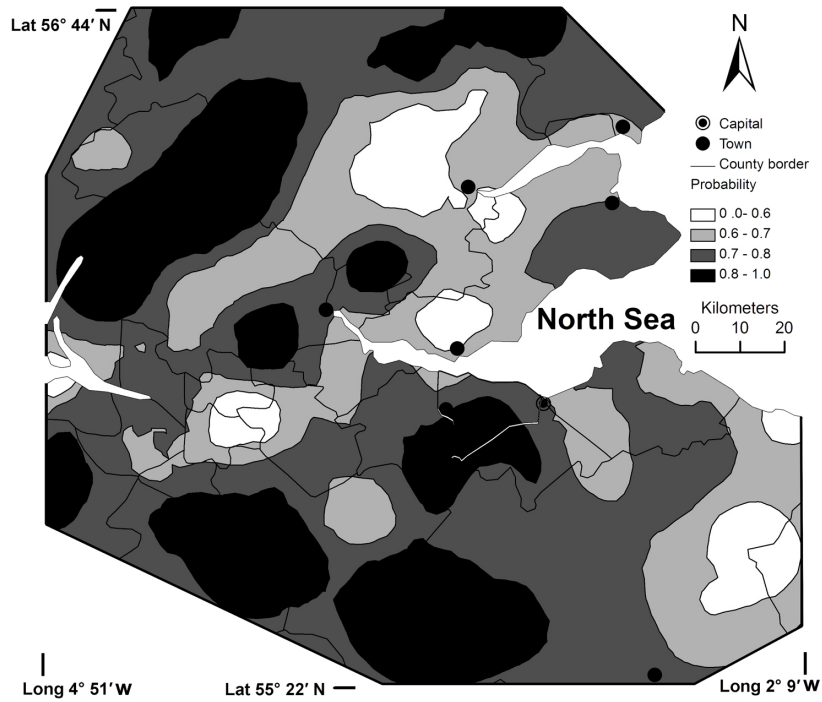 Lat 56° 44′ N
N
Capital
Town
County border
Probability
0 .0- 0.6
0.6 - 0.7
0.7 - 0.8
0.8 - 1.0
Kilometers
0 10 20
North Sea
Long 4° 51′ W
Lat 55° 22′ N
Long 2° 9′ W